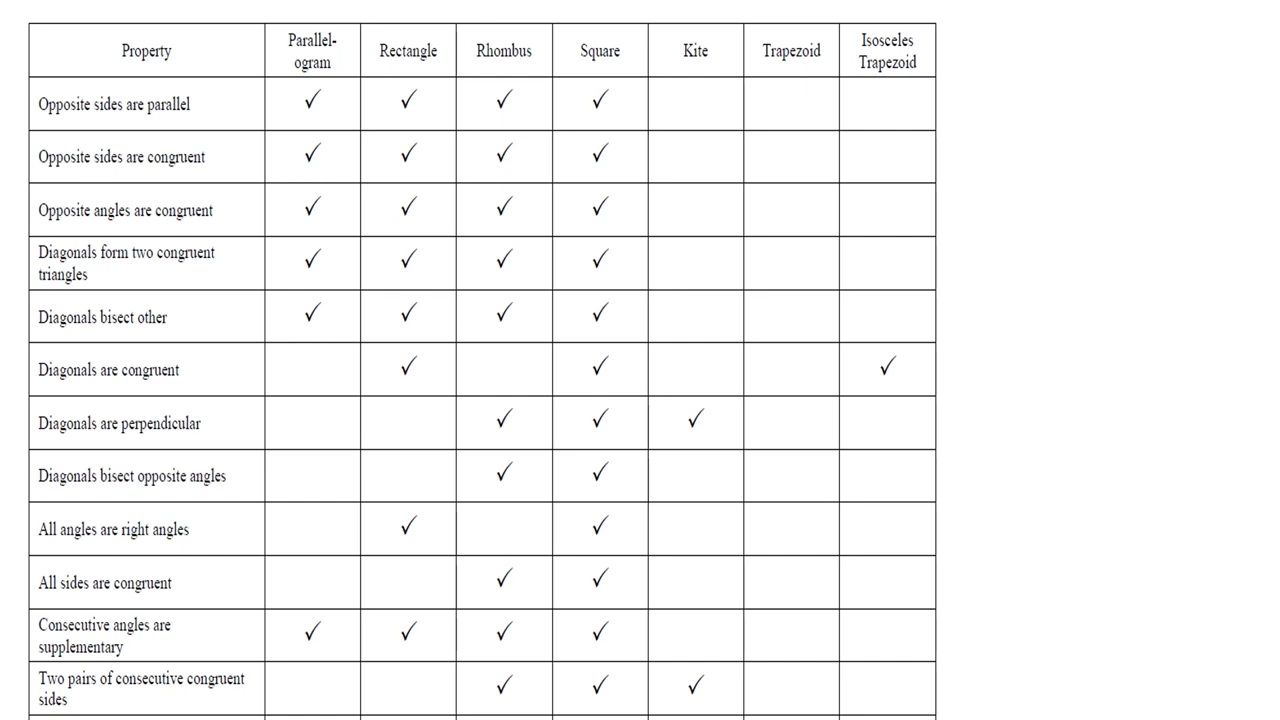 Property Parallel-ogram Rectangle Rhombus Square Kite Trapezoid Isosceles Trapezoid
Opposite sides are parallel ✓ ✓ ✓ ✓
Opposite sides are congruent ✓ ✓ ✓ ✓
Opposite angles are congruent ✓ ✓ ✓ ✓
Diagonals form two congruent
triangles ✓ ✓ ✓ ✓
Diagonals bisect other ✓ ✓ ✓ ✓
Diagonals are congruent ✓ ✓ ✓
Diagonals are perpendicular ✓ ✓ ✓
Diagonals bisect opposite angles ✓ ✓
All angles are right angles ✓ ✓
All sides are congruent ✓ ✓
Consecutive angles are
supplementary ✓ ✓ ✓ ✓
Two pairs of consecutive congruent
sides ✓ ✓ ✓